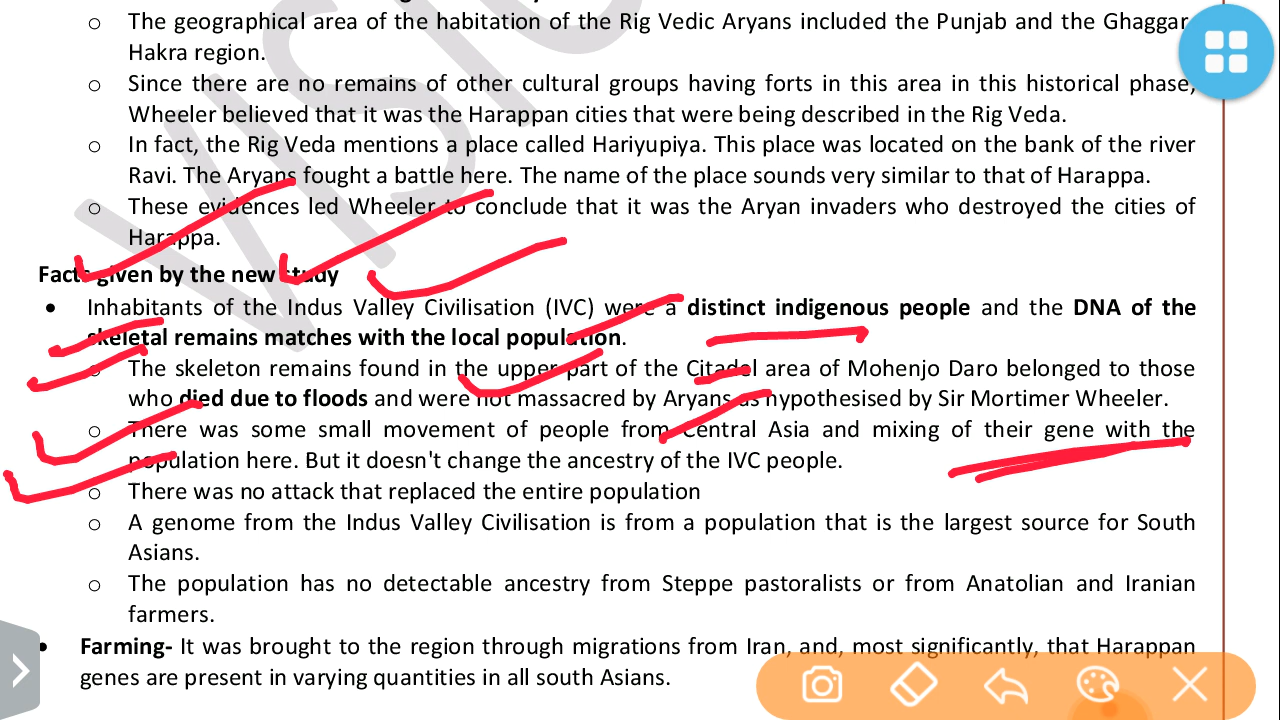 o The geographical area of the habitation of the Rig Vedic Aryans included the Punjab and the Ghaggar
Hakra region.
o Since there are no remains of other cultural groups having forts in this area in this historical phase,
Wheeler believed that it was the Harappan cities that were being described in the Rig Veda.
o In fact, the Rig Veda mentions a place called Hariyupiya. This place was located on the bank of the river
Ravi. The Aryans fought a battle here. The name of the place sounds very similar to that of Harappa.
o These evidences led Wheeler to conclude that it was the Aryan invaders who destroyed the cities of
Harappa.
Facts given by the new study
• Inhabitants of the Indus Valley Civilisation (IVC) were a distinct indigenous people and the DNA of the
skeletal remains matches with the local population.
o The skeleton remains found in the upper part of the Citadel area of Mohenjo Daro belonged to those
who died due to floods and were not massacred by Aryans as hypothesised by Sir Mortimer Wheeler.
o There was some small movement of people from Central Asia and mixing of their gene with the
population here. But it doesn't change the ancestry of the IVC people.
o There was no attack that replaced the entire population
o A genome from the Indus Valley Civilisation is from a population that is the largest source for South
Asians.
o The population has no detectable ancestry from Steppe pastoralists or from Anatolian and Iranian
farmers.
• Farming- It was brought to the region through migrations from Iran, and, most significantly, that Harappan
genes are present in varying quantities in all south Asians.